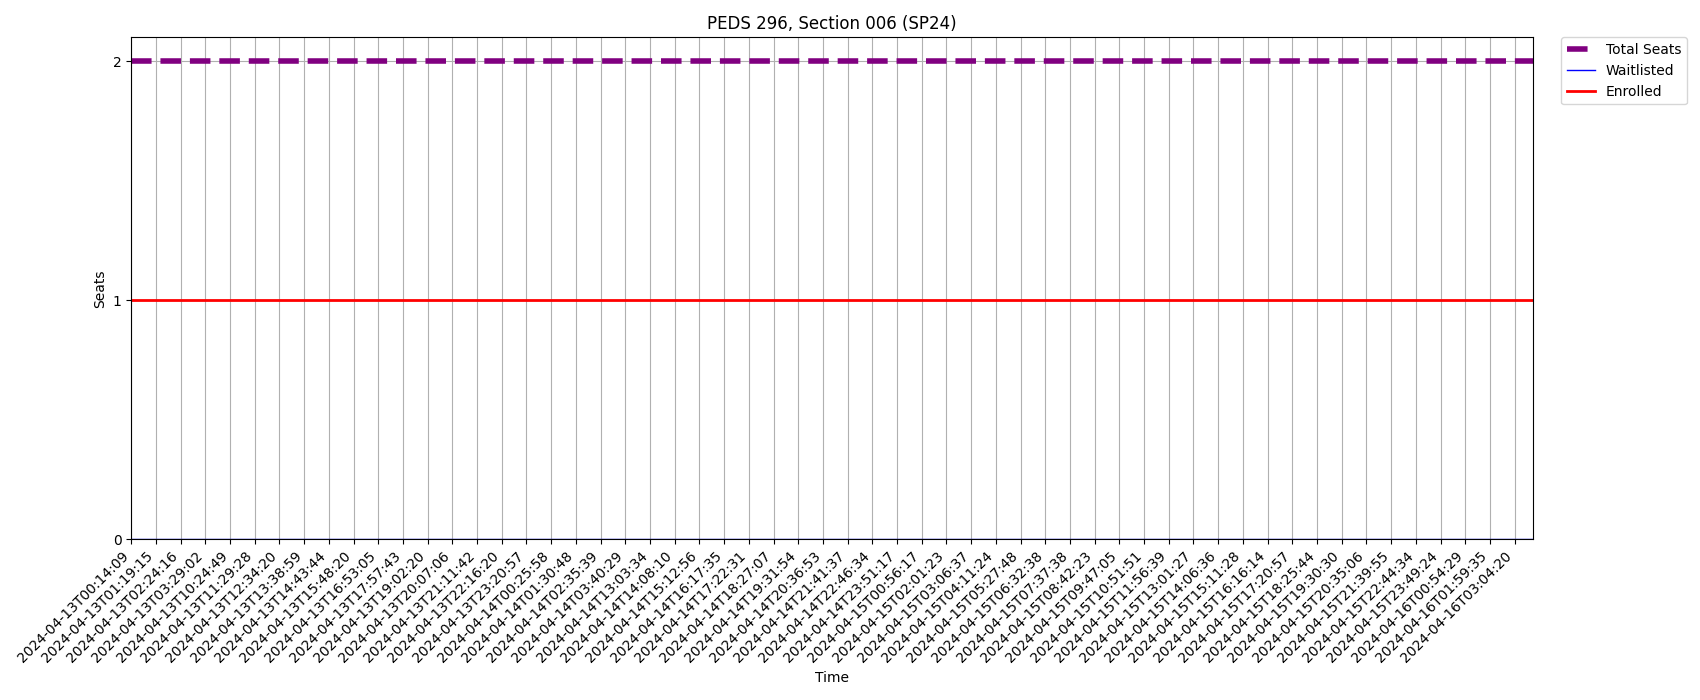 PEDS 296, Section 006 (SP24)
Total Seats
Waitlisted
Enrolled
Seats
2
1
0
2024-04-13T00:14:09
2024-04-13T01:19:15
2024-04-13T02:24:16
2024-04-13T03:29:02
2024-04-13T10:24:49
2024-04-13T11:29:28
2024-04-13T12:34:20
2024-04-13T13:38:59
2024-04-13T14:43:44
2024-04-13T15:48:20
2024-04-13T16:53:05
2024-04-13T17:57:43
2024-04-13T19:02:20
2024-04-13T20:07:06
2024-04-13T21:11:42
2024-04-13T22:16:20
2024-04-13T23:20:57
2024-04-14T00:25:58
2024-04-14T01:30:48
2024-04-14T02:35:39
2024-04-14T03:40:29
2024-04-14T13:03:34
2024-04-14T14:08:10
2024-04-14T15:12:56
2024-04-14T16:17:35
2024-04-14T17:22:31
2024-04-14T18:27:07
2024-04-14T19:31:54
2024-04-14T20:36:53
2024-04-14T21:41:37
2024-04-14T22:46:34
2024-04-14T23:51:17
2024-04-15T00:56:17
2024-04-15T02:01:23
2024-04-15T03:06:37
2024-04-15T04:11:24
2024-04-15T05:27:48
2024-04-15T06:32:38
2024-04-15T07:37:38
2024-04-15T08:42:23
2024-04-15T09:47:05
2024-04-15T10:51:51
2024-04-15T11:56:39
2024-04-15T13:01:27
2024-04-15T14:06:36
2024-04-15T15:11:28
2024-04-15T16:16:14
2024-04-15T17:20:57
2024-04-15T18:25:44
2024-04-15T19:30:30
2024-04-15T20:35:06
2024-04-15T21:39:55
2024-04-15T22:44:34
2024-04-15T23:49:24
2024-04-16T00:54:29
2024-04-16T01:59:35
2024-04-16T03:04:20
Time